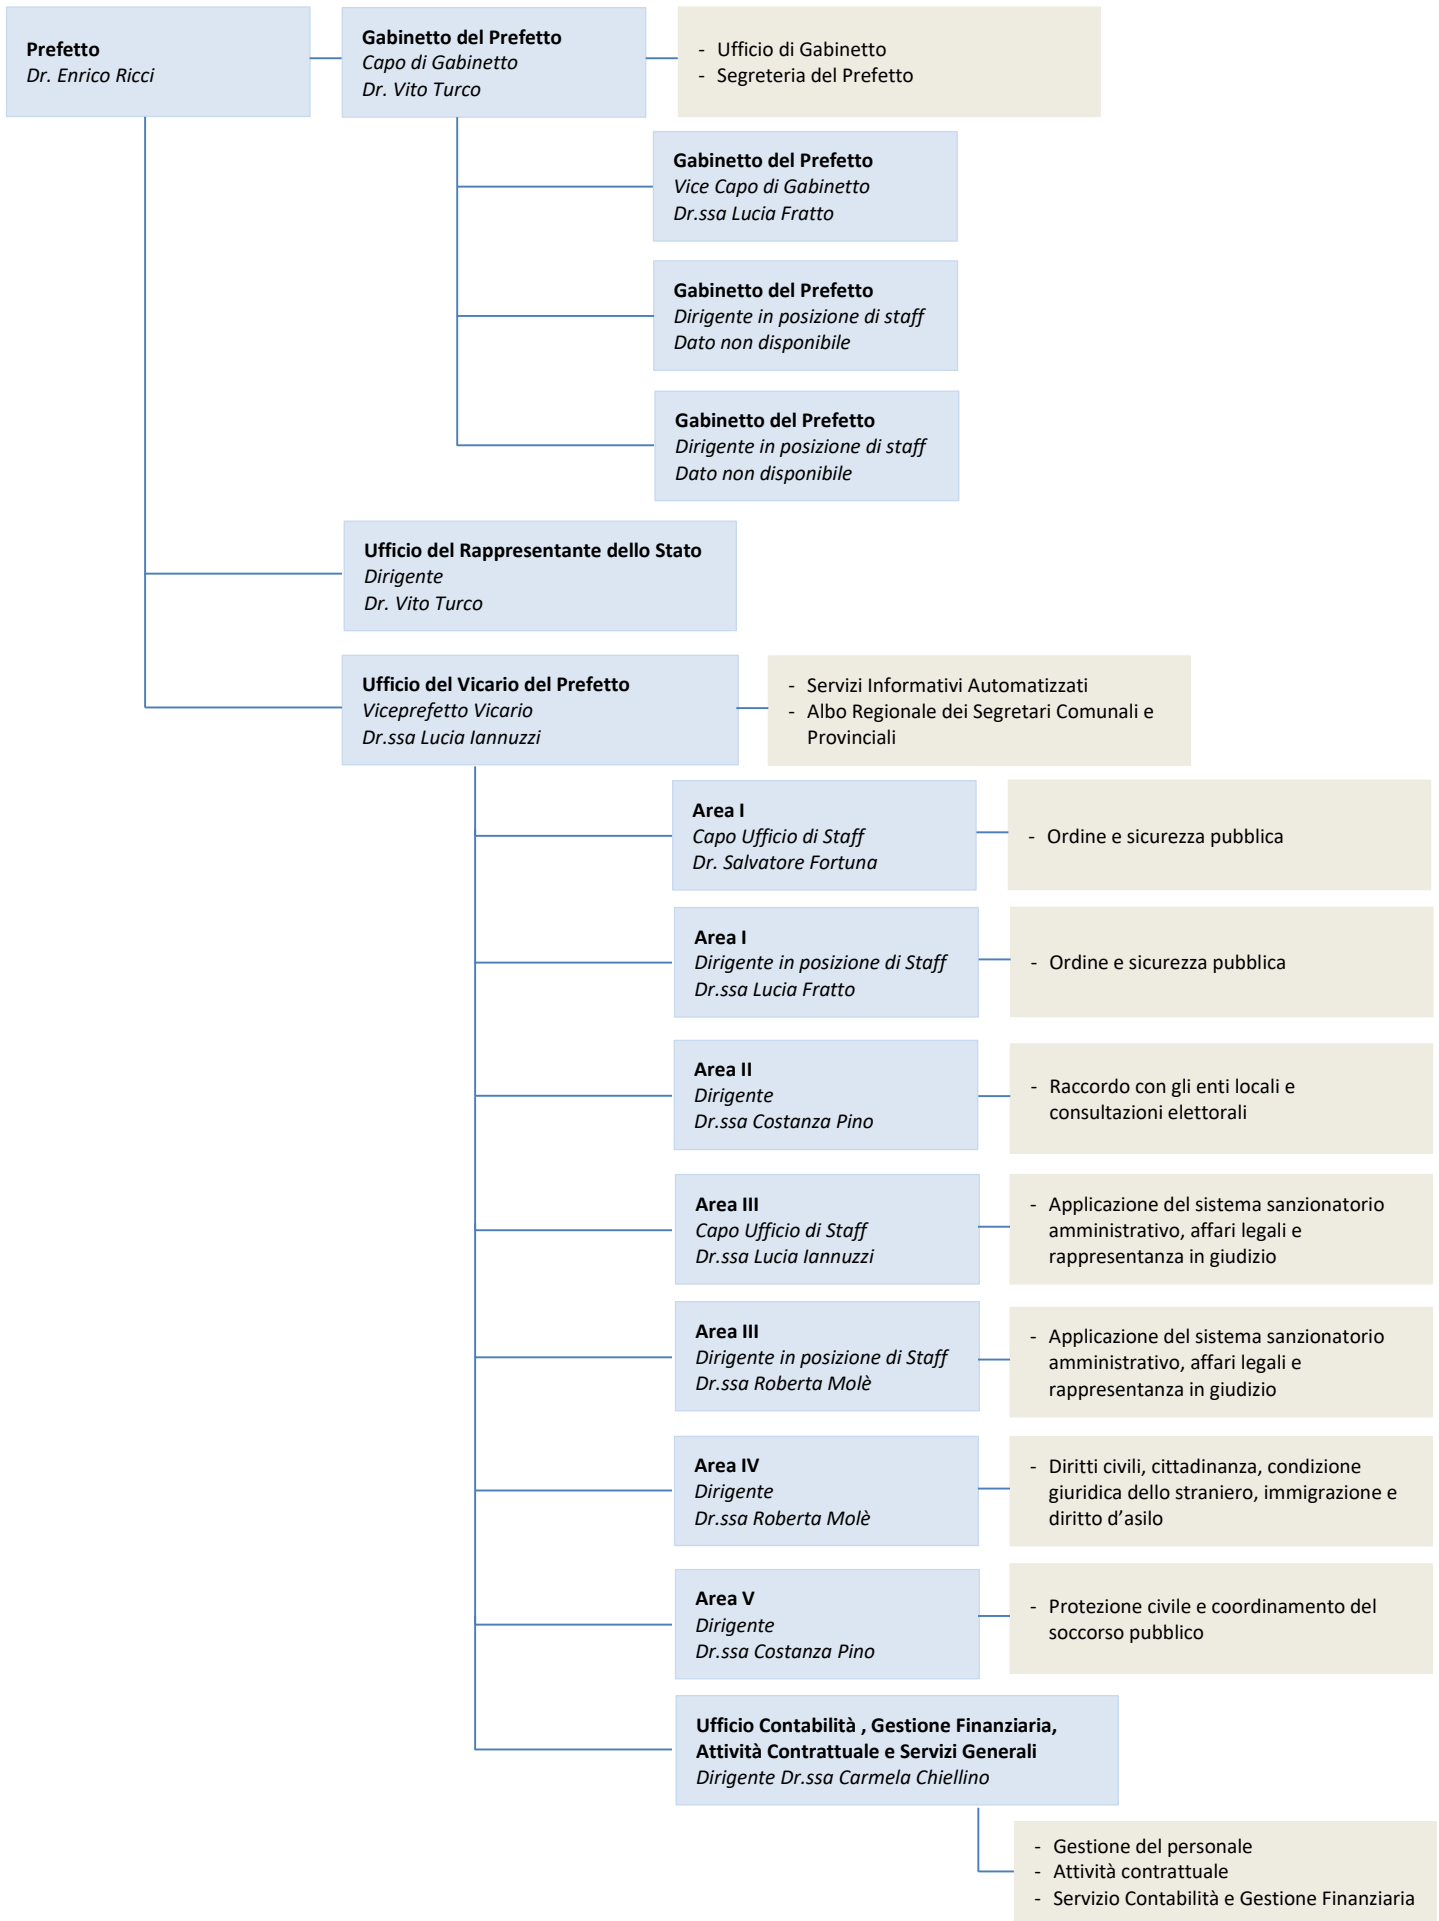 Prefetto
Dr. Enrico Ricci
Gabinetto del Prefetto
Capo di Gabinetto
Dr. Vito Turco
- Ufficio di Gabinetto
- Segreteria del Prefetto
Gabinetto del Prefetto
Vice Capo di Gabinetto
Dr.ssa Lucia Fratto
Gabinetto del Prefetto
Dirigente in posizione di staff
Dato non disponibile
Gabinetto del Prefetto
Dirigente in posizione di staff
Dato non disponibile
Ufficio del Rappresentante dello Stato
Dirigente
Dr. Vito Turco
Ufficio del Vicario del Prefetto
Viceprefetto Vicario
Dr.ssa Lucia Iannuzzi
- Servizi Informativi Automatizzati
- Albo Regionale dei Segretari Comunali e
Provinciali
Area I
Capo Ufficio di Staff
Dr. Salvatore Fortuna
- Ordine e sicurezza pubblica
Area I
Dirigente in posizione di Staff
Dr.ssa Lucia Fratto
- Ordine e sicurezza pubblica
Area II
Dirigente
Dr.ssa Costanza Pino
- Raccordo con gli enti locali e
consultazioni elettorali
Area III
Capo Ufficio di Staff
Dr.ssa Lucia Iannuzzi
- Applicazione del sistema sanzionatorio
amministrativo, affari legali e
rappresentanza in giudizio
Area III
Dirigente in posizione di Staff
Dr.ssa Roberta Molè
- Applicazione del sistema sanzionatorio
amministrativo, affari legali e
rappresentanza in giudizio
Area IV
Dirigente
Dr.ssa Roberta Molè
- Diritti civili, cittadinanza, condizione
giuridica dello straniero, immigrazione e
diritto d’asilo
Area V
Dirigente
Dr.ssa Costanza Pino
- Protezione civile e coordinamento del
soccorso pubblico
Ufficio Contabilità , Gestione Finanziaria,
Attività Contrattuale e Servizi Generali
Dirigente Dr.ssa Carmela Chiellino
- Gestione del personale
- Attività contrattuale
- Servizio Contabilità e Gestione Finanziaria